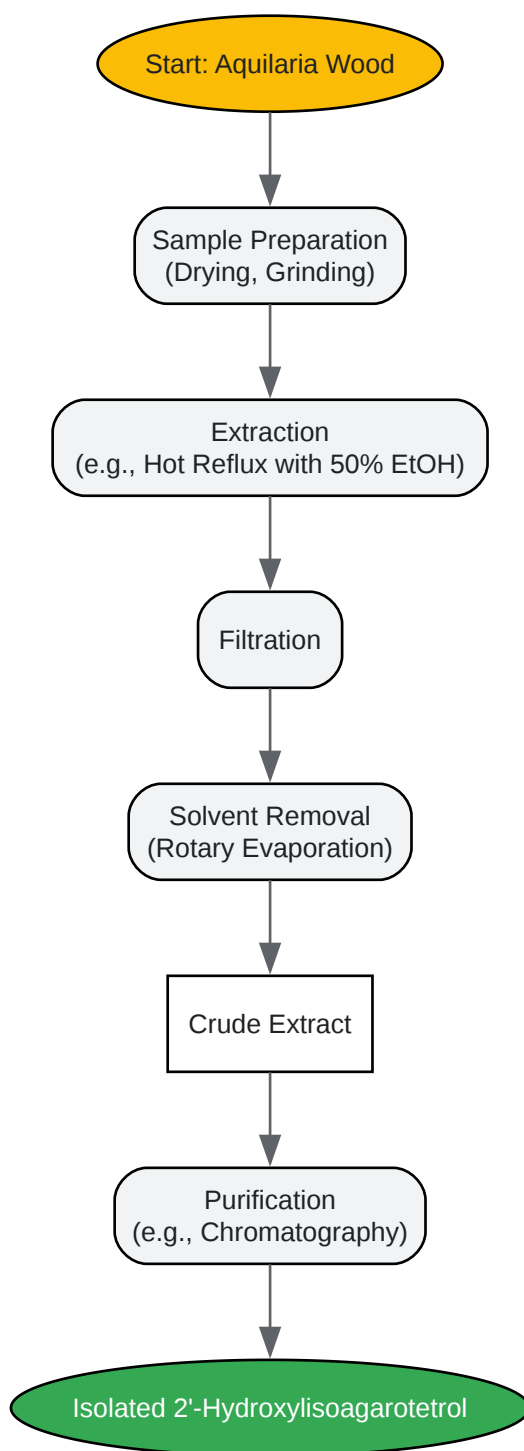 Start: Aquilaria Wood
Sample Preparation
(Drying, Grinding)
Extraction
(e.g., Hot Reflux with 50% EtOH)
Filtration
Solvent Removal
(Rotary Evaporation)
Crude Extract
Purification
(e.g., Chromatography)
Isolated 2'-Hydroxylisoagarotetrol